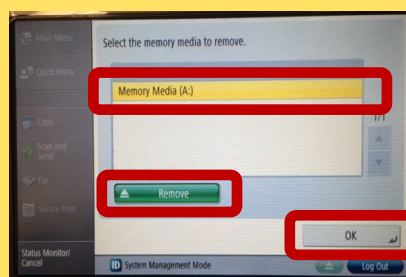 Main Menu
Select the memory media to remove.
Quick Menu
Memory Media (A:)
1/1
Copy
Scan and
Send
Fax
Remove
Secure Print
OK
Status Monitor/
Cancel
ID System Management Mode
Log Out